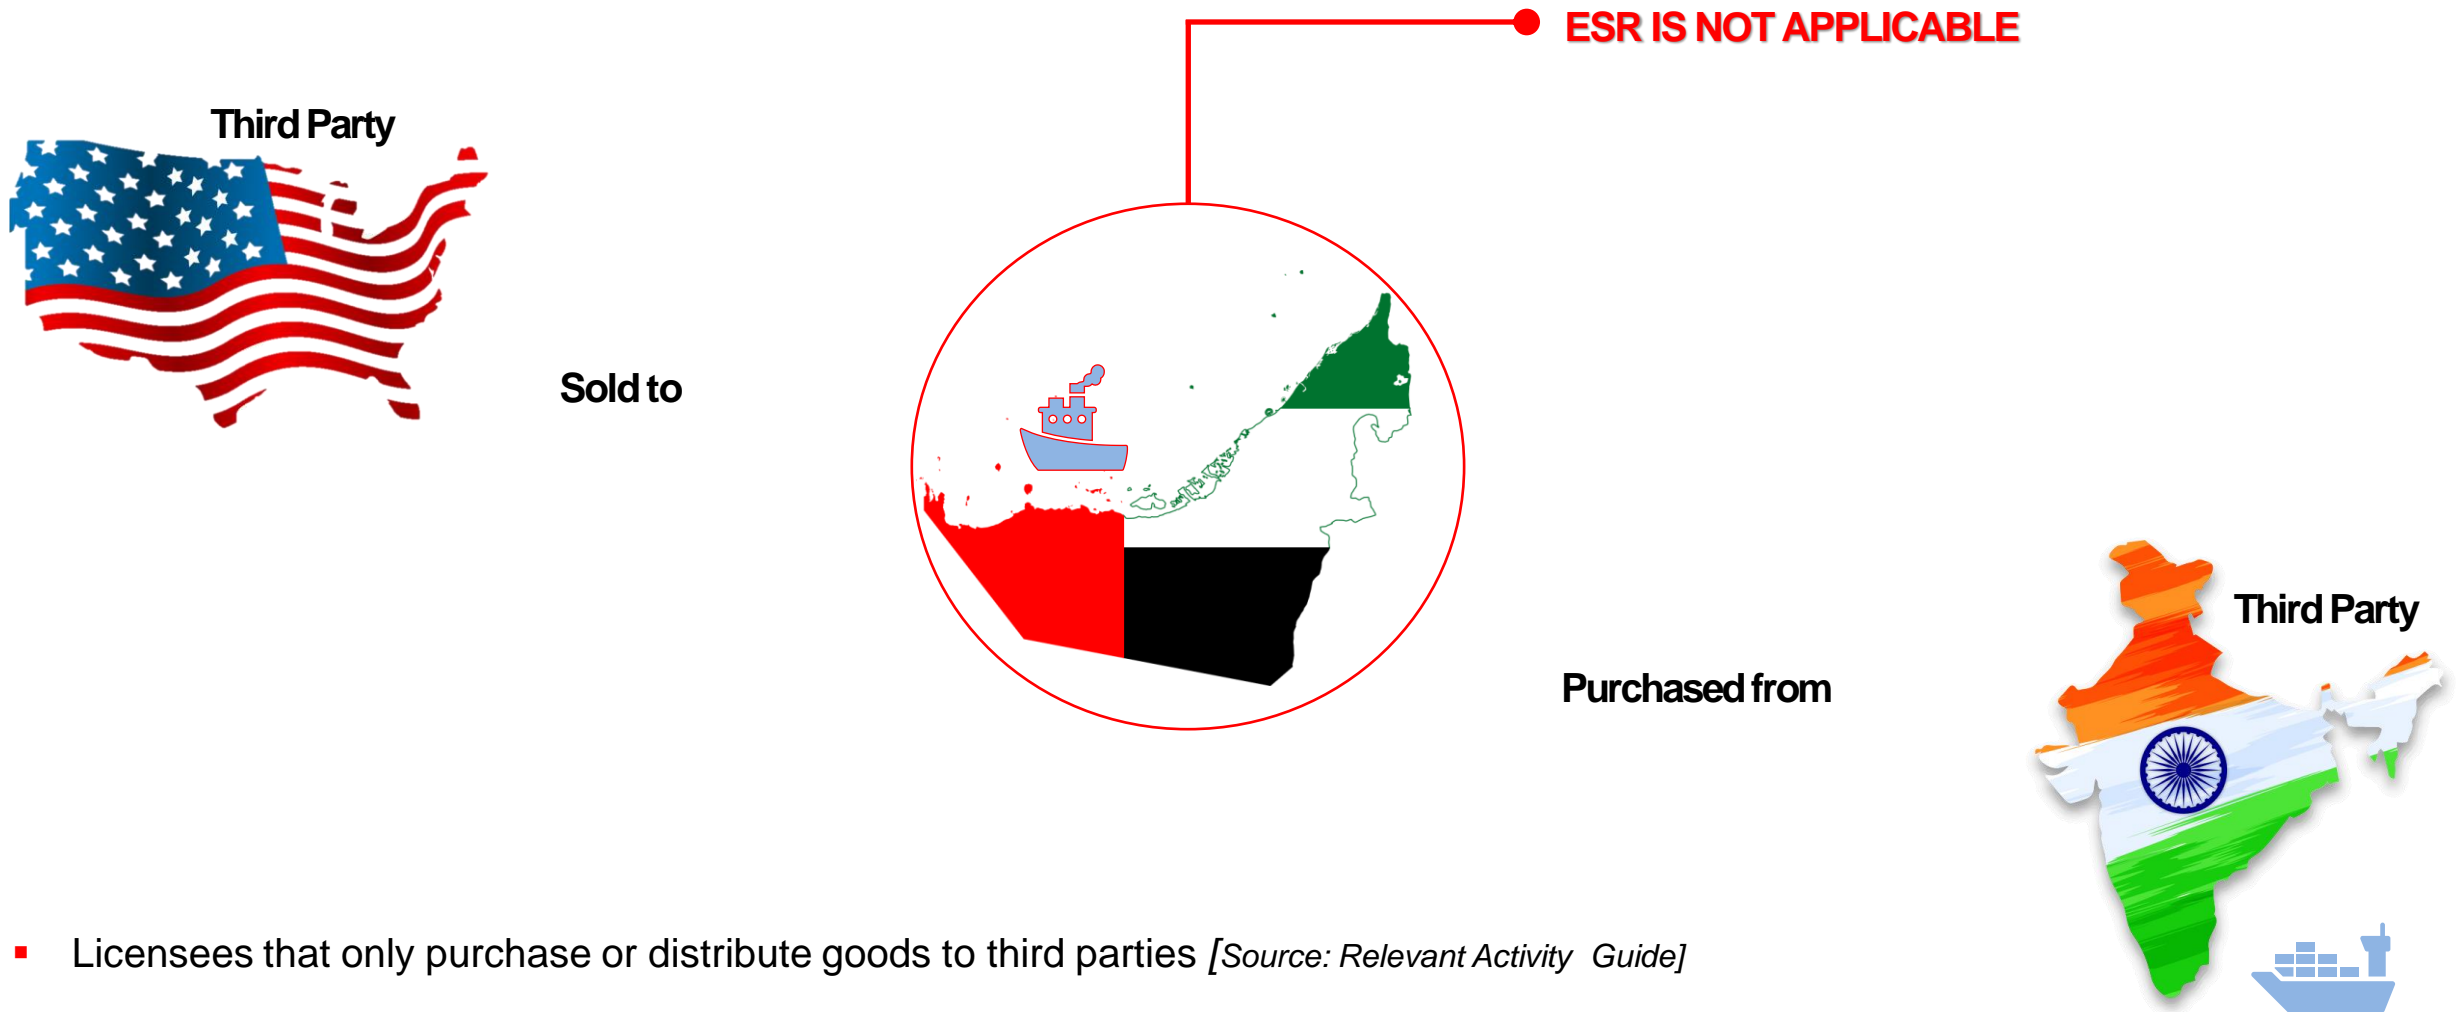 ESR IS NOT APPLICABLE
Third Party
Sold to
Third Party
Purchased from
▪ Licensees that only purchase or distribute goods to third parties [Source: Relevant Activity Guide]